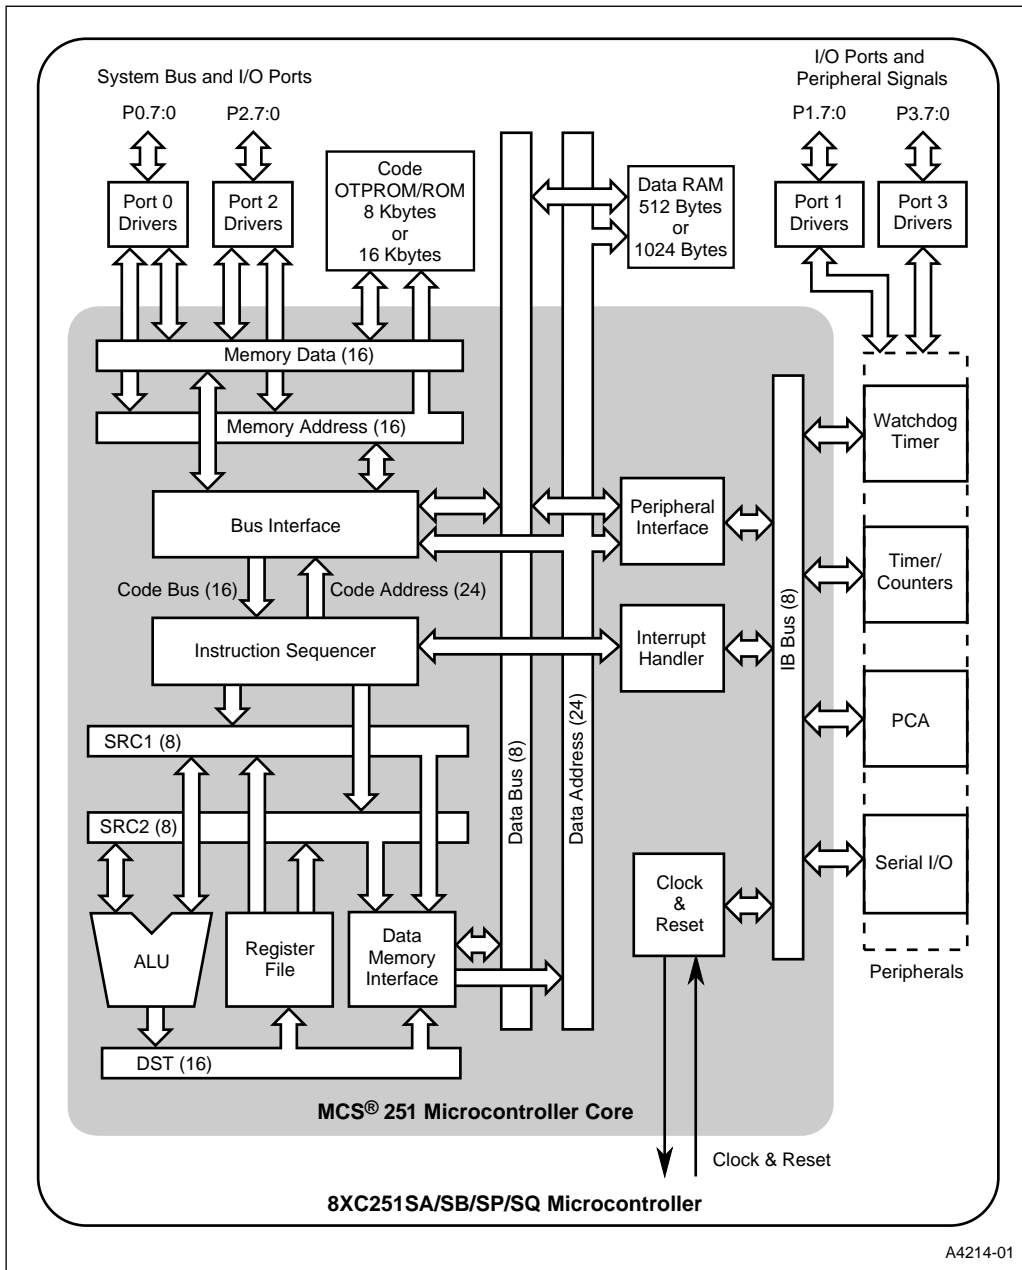 System Bus and I/O Ports
I/O Ports and
Peripheral Signals
P0.7:0
P2.7:0
P1.7:0
P3.7:0
Port 0
Drivers
Port 2
Drivers
Code
OTPROM/ROM
8 Kbytes
or
16 Kbytes
Data RAM
512 Bytes
or
1024 Bytes
Port 1
Drivers
Port 3
Drivers
Memory Data (16)
Memory Address (16)
Bus Interface
Peripheral
Interface
Watchdog
Timer
Code Bus (16)
Code Address (24)
Timer/
Counters
Instruction Sequencer
Interrupt
Handler
IB Bus (8)
SRC1 (8)
Data Bus (8)
Data Address (24)
PCA
SRC2 (8)
Clock
&
Reset
Serial I/O
ALU
Register
File
Data
Memory
Interface
Peripherals
DST (16)
MCS® 251 Microcontroller Core
Clock & Reset
8XC251SA/SB/SP/SQ Microcontroller
A4214-01